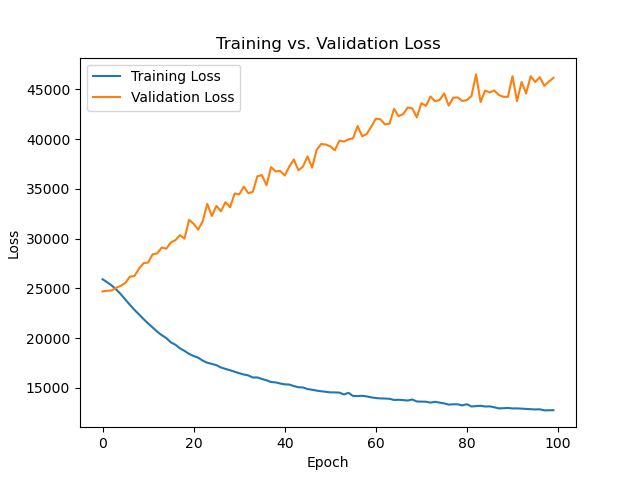 Training vs. Validation Loss
Training Loss
Validation Loss
45000
40000
35000
30000
25000
20000
15000
Loss
0 20 40 60 80 100
Epoch